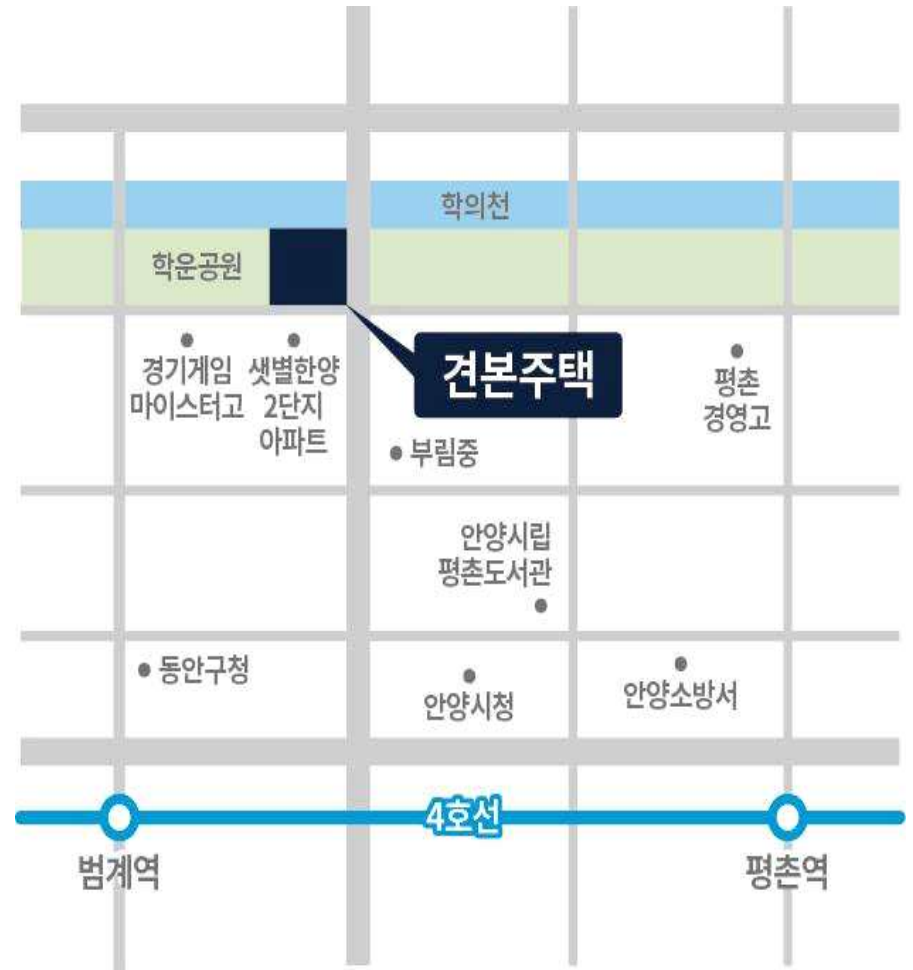 학의천
학운공원
견본주택
경기게임
마이스터고
샛별한양
2단지
아파트
평촌
경영고
부림중
안양시립
평촌도서관
동안구청
안양시청
안양소방서
4호선
범계역
평촌역